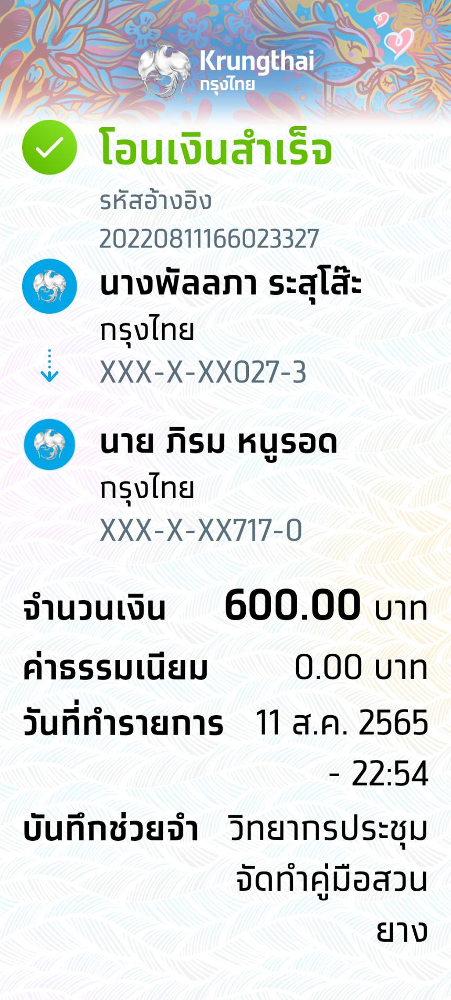 Krungthai
กรุงไทย
โอนเงินสำเร็จ
รหัสอ้างอิง
20220811166023327
นางพัลลภา ระสุโส๊ะ
กรุงไทย
XXX-X-XX027-3
นาย ภิรม หนูรอด
กรุงไทย
XXX-X-XX717-0
จำนวนเงิน 600.00 บาท
ค่าธรรมเนียม 0.00 บาท
วันที่ทำรายการ 11 ส.ค. 2565
- 22:54
บันทึกช่วยจำ วิทยากรประชุม
จัดทำคู่มือสวน
ยาง